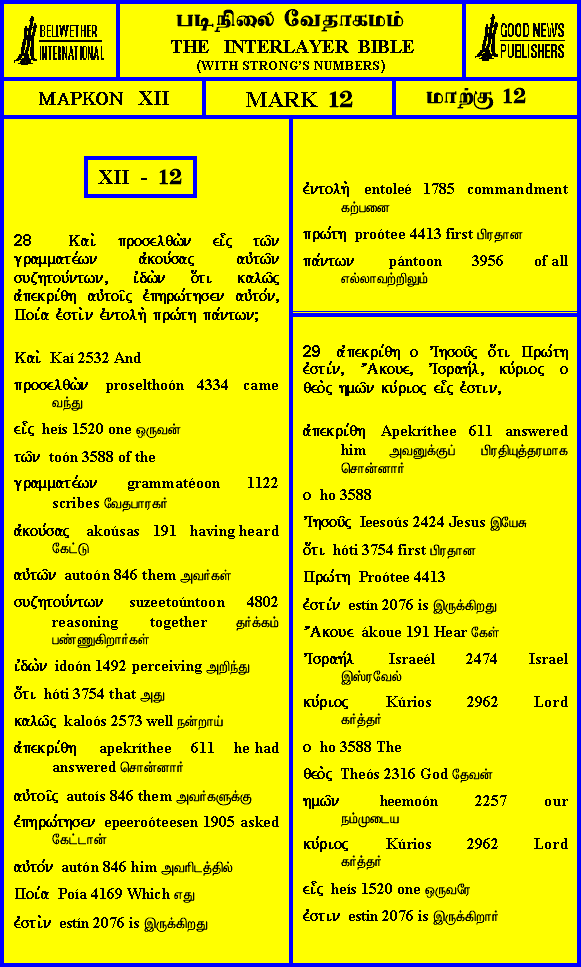 BELLWETHER
INTERNATIONAL
படிநிலை வேதாகமம்
THE INTERLAYER BIBLE
(WITH STRONG'S NUMBERS)
GOOD NEWS
PUBLISHERS
ΜΑΡΚΟΝ XII
MARK 12
மாற்கு 12
XII - 12
28 Καὶ προσελθὼν εἷς τῶν
γραμματέων ἀκούσας αὐτῶν
συζητούντων, ἰδὼν ὅτι καλῶς
ἀπεκρίθη αὐτοῖς ἐπηρώτησεν αὐτόν,
Ποία ἐστὶν ἐντολὴ πρώτη πάντων;
Καὶ Kaí 2532 And
προσελθὼν proselthoón 4334 came
வந்து
εἷς heís 1520 one ஒருவன்
τῶν toón 3588 of the
γραμματέων grammatéoon 1122
scribes வேதபாரகர்
ἀκούσας akoúsas 191 having heard
கேட்டு
αὐτῶν autoón 846 them அவர்கள்
συζητούντων suzeetoúntoon 4802
reasoning together தர்க்கம்
பண்ணுகிறார்கள்
ἰδὼν idoón 1492 perceiving அறிந்து
ὅτι hóti 3754 that அது
καλῶς kaloós 2573 well நன்றாய்
ἀπεκρίθη apekríthee 611 he had
answered சொன்னார்
αὐτοῖς autoís 846 them அவர்களுக்கு
ἐπηρώτησεν epeeroóteesen 1905 asked
கேட்டான்
αὐτόν autón 846 him அவரிடத்தில்
Ποία Poía 4169 Which எது
ἐστὶν estín 2076 is இருக்கிறது
ἐντολὴ entoleé 1785 commandment
கற்பனை
πρώτη proótee 4413 first பிரதான
πάντων pántoon 3956 of all
எல்லாவற்றிலும்
29 ἀπεκρίθη ο Ἰησοῦς ὅτι Πρώτη
ἐστίν, Ἄκουε, Ἰσραήλ, κύριος ο
θεὸς ημῶν κύριος εἷς ἐστιν,
ἀπεκρίθη Apekríthee 611 answered
him அவனுக்குப் பிரதியுத்தரமாக
சொன்னார்
ο ho 3588
Ἰησοῦς Ieesoús 2424 Jesus இயேசு
ὅτι hóti 3754 first பிரதான
Πρώτη Proótee 4413
ἐστίν estín 2076 is இருக்கிறது
Ἄκουε ákoue 191 Hear கேள்
Ἰσραήλ Israeél 2474 Israel
இஸ்ரவேல்
κύριος Kúrios 2962 Lord
கர்த்தர்
ο ho 3588 The
θεὸς Theós 2316 God தேவன்
ημῶν heemoón 2257 our
நம்முடைய
κύριος Kúrios 2962 Lord
கர்த்தர்
εἷς heís 1520 one ஒருவரே
ἐστιν estin 2076 is இருக்கிறார்